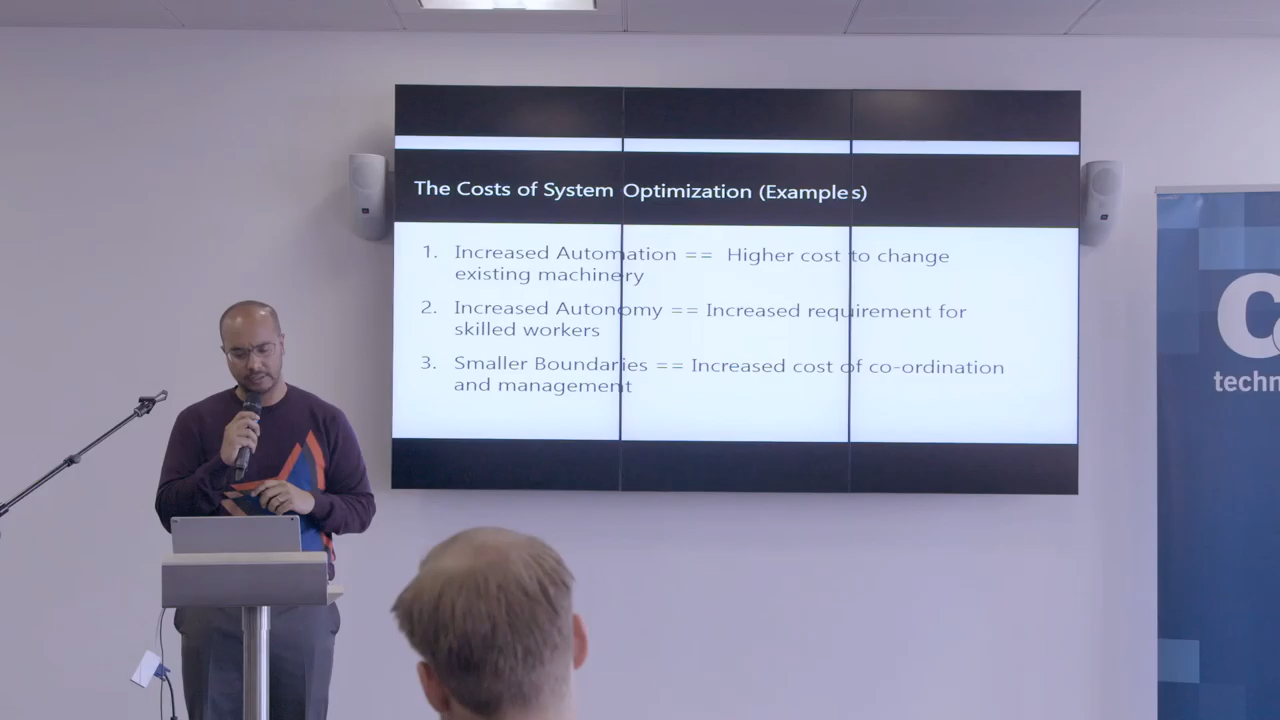 The Costs of System Optimization (Examples)
1. Increased Automation == Higher cost to change
existing machinery
2. Increased Autonomy == Increased requirement for
skilled workers
3. Smaller Boundaries == Increased cost of co-ordination
and management